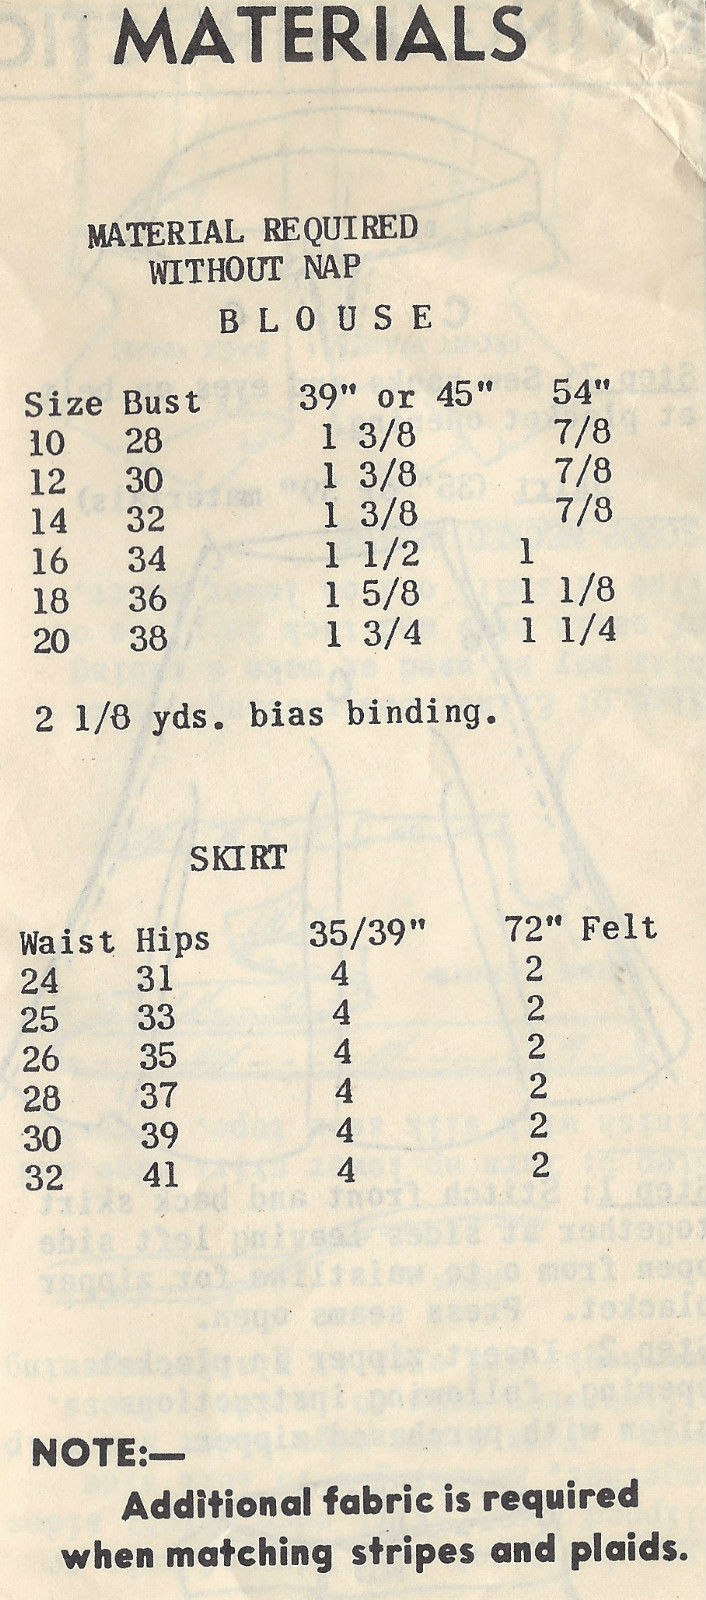 MATERIALS
MATERIAL REQUIRED
WITHOUT NAP
BLOUSE
Size Bust 39" or 45" 54"
10 28 1 3/8 7/8
12 30 1 3/8 7/8
14 32 1 3/8 7/8
16 34 1 1/2 1
18 36 1 5/8 1 1/8
20 38 1 3/4 1 1/4
2 1/8 yds. bias binding.
SKIRT
Waist Hips 35/39" 72" Felt
24 31 4 2
25 33 4 2
26 35 4 2
28 37 4 2
30 39 4 2
32 41 4 2
NOTE:—
Additional fabric is required
when matching stripes and plaids.